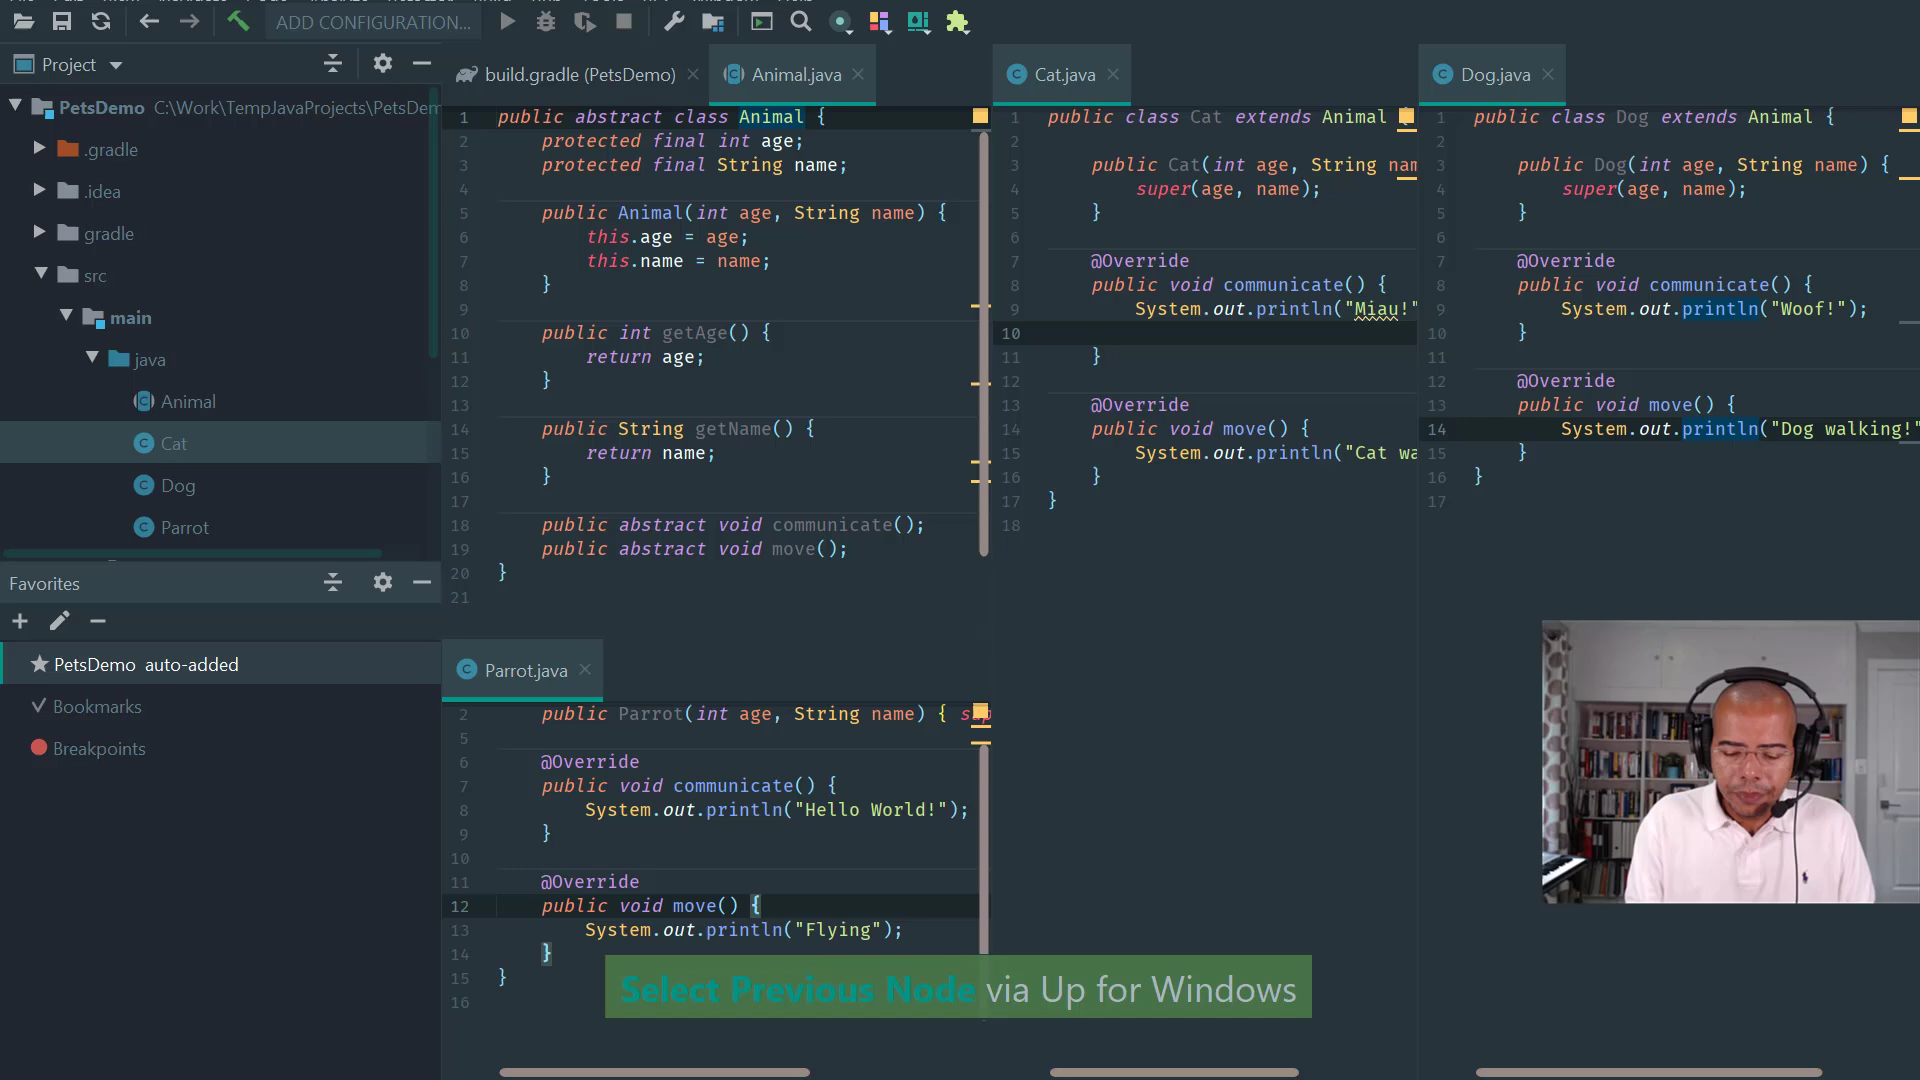 ADD CONFIGURATION...
Project
PetsDemo C:\Work\TempJavaProjects\PetsDem
.gradle
.idea
gradle
src
main
java
Animal
Cat
Dog
Parrot
Favorites
PetsDemo auto-added
Bookmarks
Breakpoints
build.gradle (PetsDemo)
Animal.java
1 public abstract class Animal {
2 protected final int age;
3 protected final String name;
4
5 public Animal(int age, String name) {
6 this.age = age;
7 this.name = name;
8 }
9
10 public int getAge() {
11 return age;
12 }
13
14 public String getName() {
15 return name;
16 }
17
18 public abstract void communicate();
19 public abstract void move();
20 }
21
Parrot.java
2 public Parrot(int age, String name) { sup
5
6 @Override
7 public void communicate() {
8 System.out.println("Hello World!");
9 }
10
11 @Override
12 public void move() {
13 System.out.println("Flying");
14 }
15 }
16
Cat.java
1 public class Cat extends Animal {
2
3 public Cat(int age, String nam
4 super(age, name);
5 }
6
7 @Override
8 public void communicate() {
9 System.out.println("Miau!"
10
11 }
12
13 @Override
14 public void move() {
15 System.out.println("Cat wa
16 }
17 }
18
Dog.java
1 public class Dog extends Animal {
2
3 public Dog(int age, String name) {
4 super(age, name);
5 }
6
7 @Override
8 public void communicate() {
9 System.out.println("Woof!");
10 }
11
12 @Override
13 public void move() {
14 System.out.println("Dog walking!"
15 }
16 }
17
Select Previous Node via Up for Windows